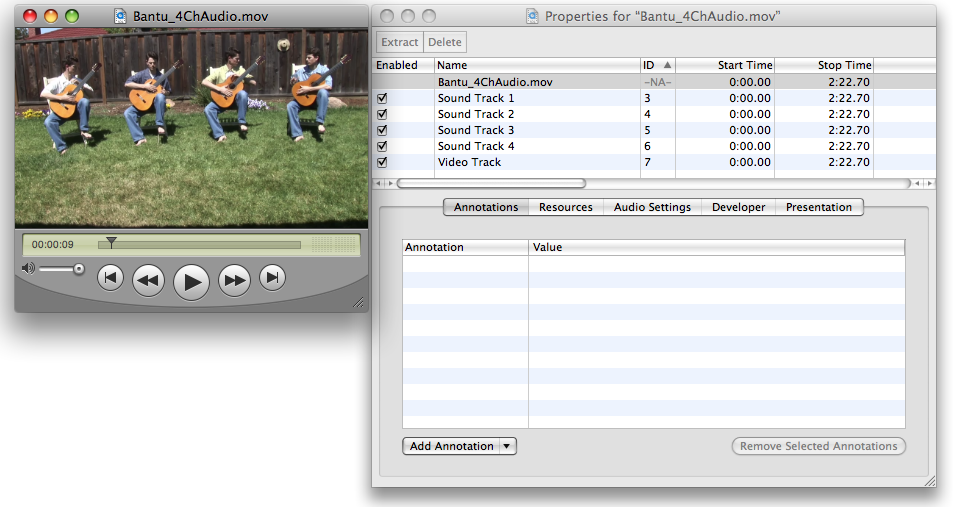 Bantu_4ChAudio.mov
00:00:09
Properties for “Bantu_4ChAudio.mov”
Extract Delete
Enabled Name ID Start Time Stop Time
Bantu_4ChAudio.mov -NA- 0:00.00 2:22.70
Sound Track 1 3 0:00.00 2:22.70
Sound Track 2 4 0:00.00 2:22.70
Sound Track 3 5 0:00.00 2:22.70
Sound Track 4 6 0:00.00 2:22.70
Video Track 7 0:00.00 2:22.70
Annotations Resources Audio Settings Developer Presentation
Annotation Value
Add Annotation Remove Selected Annotations